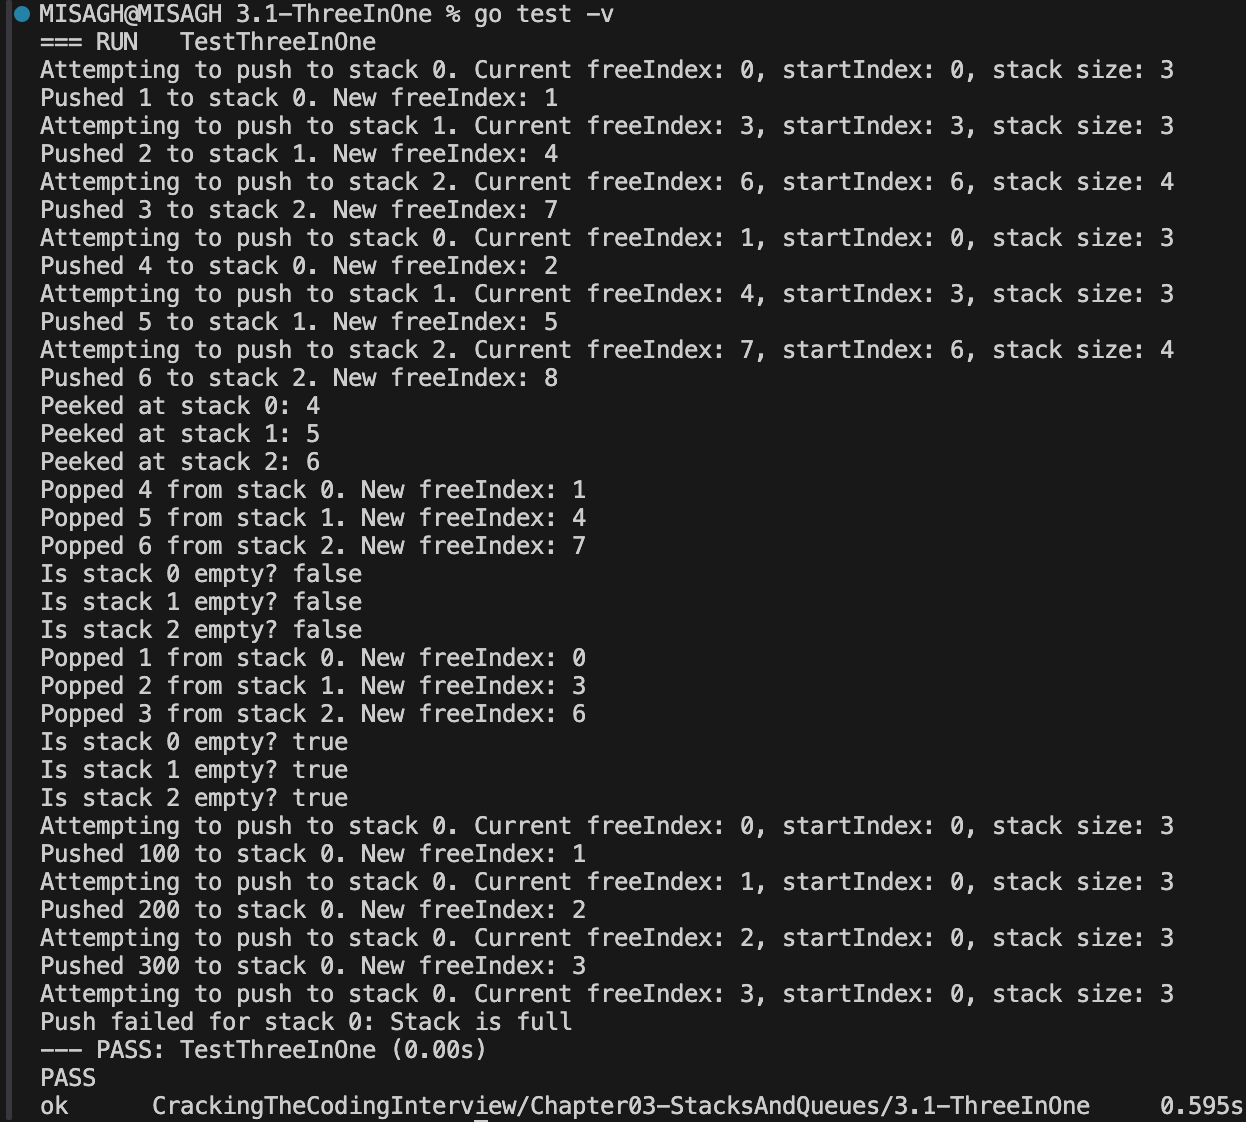 MISAGH@MISAGH 3.1-ThreeInOne % go test -v
=== RUN   TestThreeInOne
Attempting to push to stack 0. Current freeIndex: 0, startIndex: 0, stack size: 3
Pushed 1 to stack 0. New freeIndex: 1
Attempting to push to stack 1. Current freeIndex: 3, startIndex: 3, stack size: 3
Pushed 2 to stack 1. New freeIndex: 4
Attempting to push to stack 2. Current freeIndex: 6, startIndex: 6, stack size: 4
Pushed 3 to stack 2. New freeIndex: 7
Attempting to push to stack 0. Current freeIndex: 1, startIndex: 0, stack size: 3
Pushed 4 to stack 0. New freeIndex: 2
Attempting to push to stack 1. Current freeIndex: 4, startIndex: 3, stack size: 3
Pushed 5 to stack 1. New freeIndex: 5
Attempting to push to stack 2. Current freeIndex: 7, startIndex: 6, stack size: 4
Pushed 6 to stack 2. New freeIndex: 8
Peeked at stack 0: 4
Peeked at stack 1: 5
Peeked at stack 2: 6
Popped 4 from stack 0. New freeIndex: 1
Popped 5 from stack 1. New freeIndex: 4
Popped 6 from stack 2. New freeIndex: 7
Is stack 0 empty? false
Is stack 1 empty? false
Is stack 2 empty? false
Popped 1 from stack 0. New freeIndex: 0
Popped 2 from stack 1. New freeIndex: 3
Popped 3 from stack 2. New freeIndex: 6
Is stack 0 empty? true
Is stack 1 empty? true
Is stack 2 empty? true
Attempting to push to stack 0. Current freeIndex: 0, startIndex: 0, stack size: 3
Pushed 100 to stack 0. New freeIndex: 1
Attempting to push to stack 0. Current freeIndex: 1, startIndex: 0, stack size: 3
Pushed 200 to stack 0. New freeIndex: 2
Attempting to push to stack 0. Current freeIndex: 2, startIndex: 0, stack size: 3
Pushed 300 to stack 0. New freeIndex: 3
Attempting to push to stack 0. Current freeIndex: 3, startIndex: 0, stack size: 3
Push failed for stack 0: Stack is full
--- PASS: TestThreeInOne (0.00s)
PASS
ok      CrackingTheCodingInterview/Chapter03-StacksAndQueues/3.1-ThreeInOne     0.595s